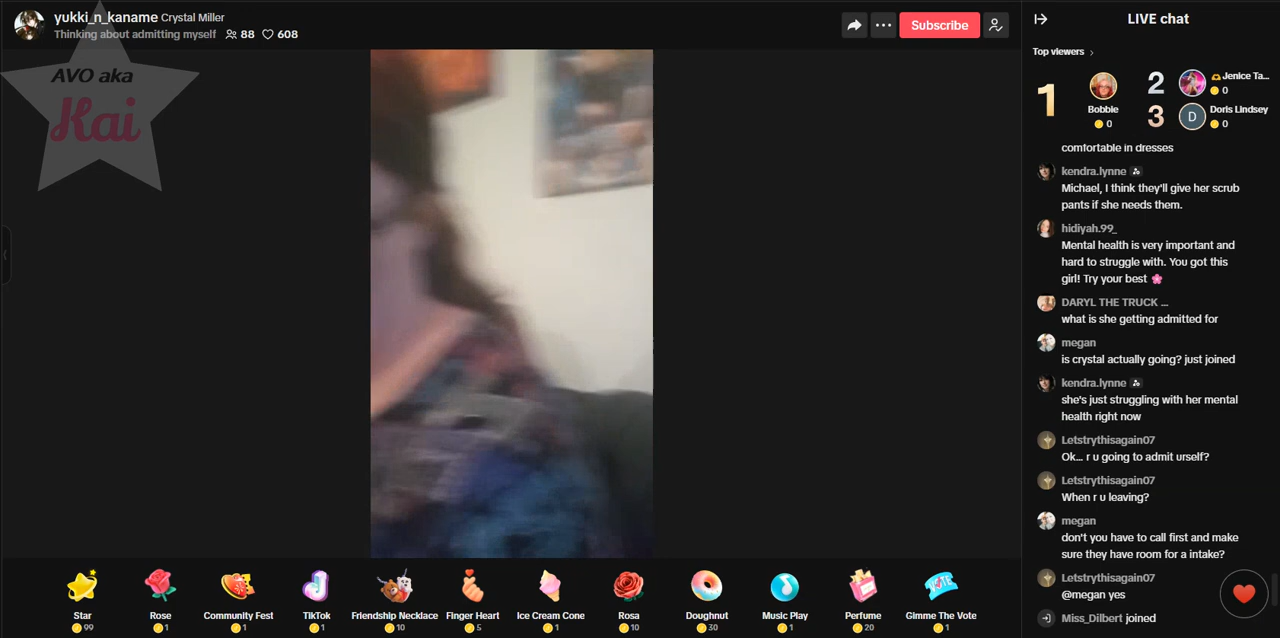 yukki_n_kaname Crystal Miller
Thinking about admitting myself 88 608
Subscribe
AVO aka
Kai
LIVE chat
Top viewers >
1
Bobbie
0
2
Jenice Ta...
0
3
D
Doris Lindsey
0
comfortable in dresses
kendra.lynne
Michael, I think they'll give her scrub
pants if she needs them.
hidiyah.99_
Mental health is very important and
hard to struggle with. You got this
girl! Try your best 🌸
DARYL THE TRUCK ...
what is she getting admitted for
megan
is crystal actually going? just joined
kendra.lynne
she's just struggling with her mental
health right now
Letstrythisagain07
Ok... r u going to admit urself?
Letstrythisagain07
When r u leaving?
megan
don't you have to call first and make
sure they have room for a intake?
Letstrythisagain07
@megan yes
Miss_Dilbert joined
Star
99
Rose
1
Community Fest
1
TikTok
1
Friendship Necklace
10
Finger Heart
5
Ice Cream Cone
1
Rosa
10
Doughnut
30
Music Play
1
Perfume
20
Gimme The Vote
1